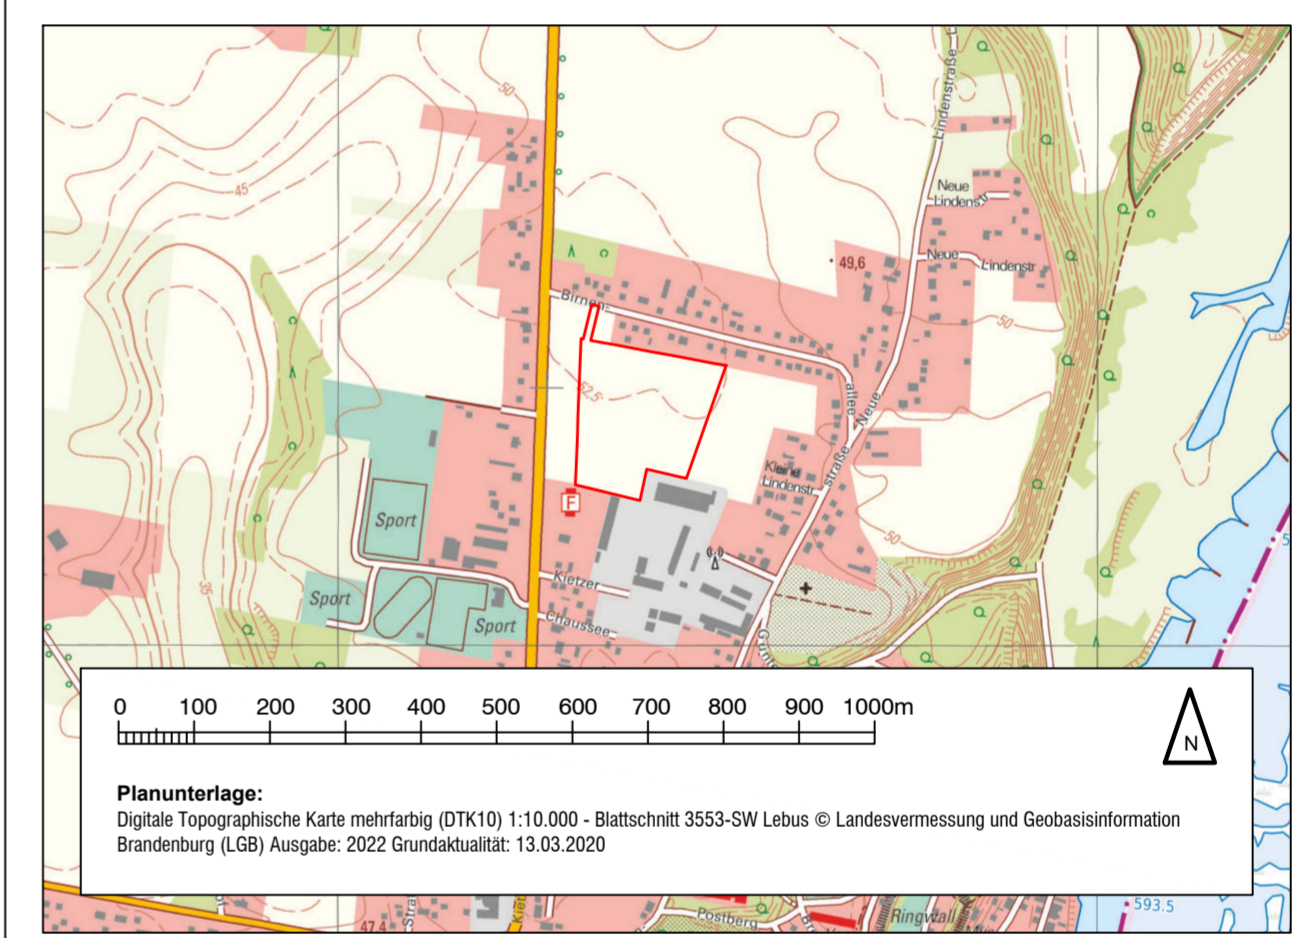 50
45
Lindenstraße
Neue
Lindenstr
49,6
Neue
Lindenstr
50
Birnen-
52,5
allee
Neue
straße
Kleine
Lindenstr
F
Sport
50
35
Sport
Sport
Kietzer
Chaussee
0 100 200 300 400 500 600 700 800 900 1000m
N
Planunterlage:
Digitale Topographische Karte mehrfarbig (DTK10) 1:10.000 - Blattschnitt 3553-SW Lebus © Landesvermessung und Geobasisinformation
Brandenburg (LGB) Ausgabe: 2022 Grundaktualität: 13.03.2020
47,4
Postberg
Ringwall
593.5